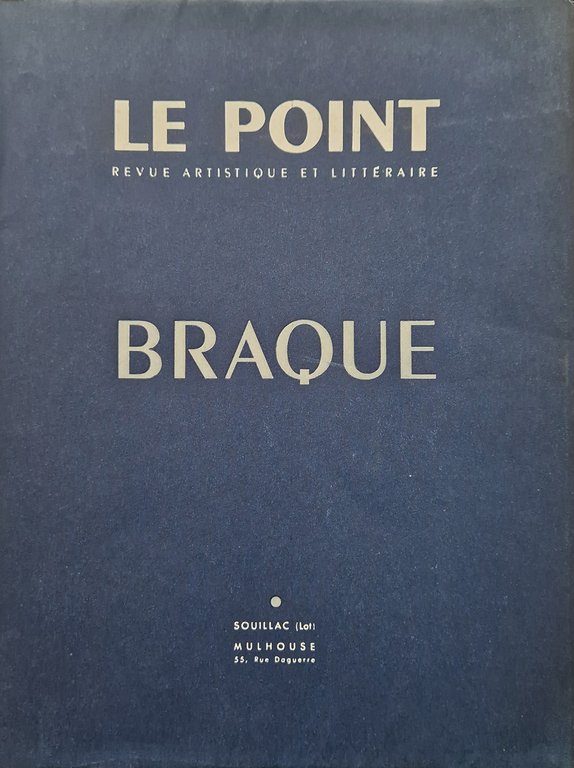 LE POINT
REVUE ARTISTIQUE ET LITTÉRAIRE
BRAQUE
SOUILLAC (Lot)
MULHOUSE
55, Rue Daguerre